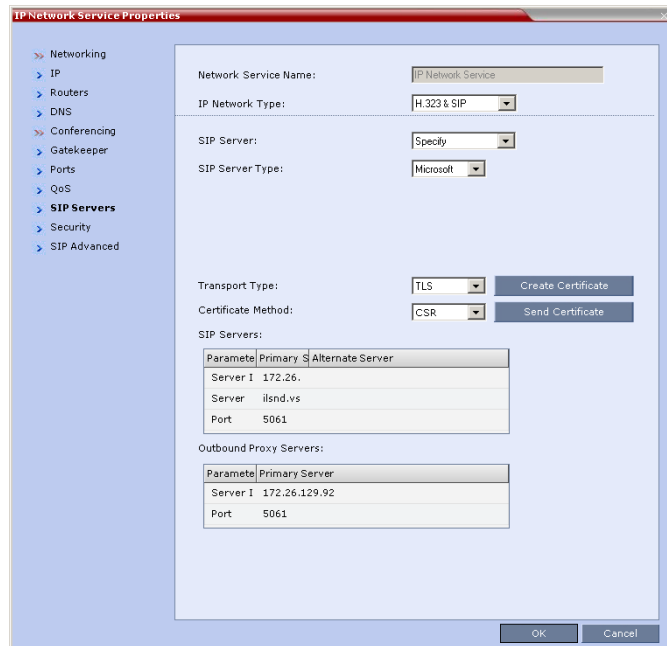 IP Network Service Properties
Networking
IP
Routers
DNS
Conferencing
Gatekeeper
Ports
QoS
SIP Servers
Security
SIP Advanced
Network Service Name: IP Network Service
IP Network Type: H.323 & SIP
SIP Server: Specify
SIP Server Type: Microsoft
Transport Type: TLS Create Certificate
Certificate Method: CSR Send Certificate
SIP Servers:
Paramete Primary S Alternate Server
Server I 172.26.
Server ilsnd.vs
Port 5061
Outbound Proxy Servers:
Paramete Primary Server
Server I 172.26.129.92
Port 5061
OK Cancel